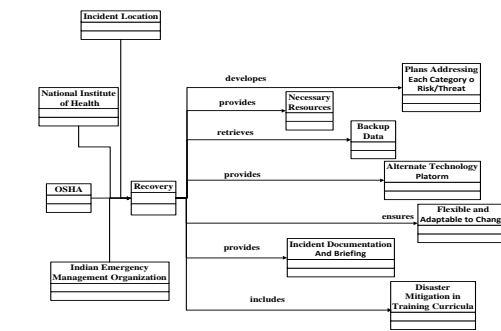 Incident Location
developes
Plans Addressing
Each Category o
Risk/Threat
National Institute
of Health
provides
Necessary
Resources
retrieves
Backup
Data
provides
Alternate Technology
Platorm
OSHA
Recovery
ensures
Flexible and
Adaptable to Chang
provides
Incident Documentation
And Briefing
Indian Emergency
Management Organization
includes
Disaster
Mitigation in
Training Curricula